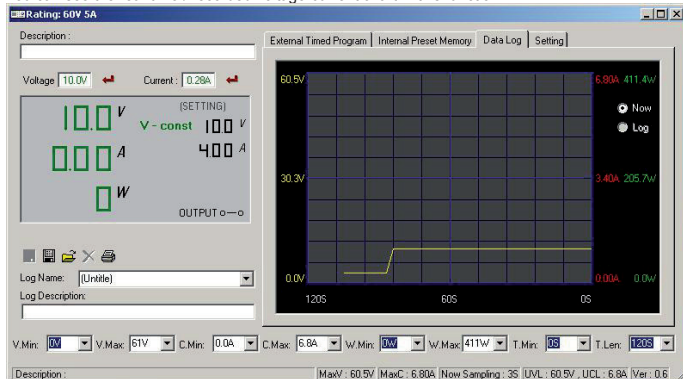 Rating: 60V 5A
Description :
External Timed Program Internal Preset Memory Data Log Setting
Voltage 10.0V Current : 0.28A
10.0 V (SETTING)
V - const 10.0 V
0.00 A 4.00 A
0 W
OUTPUT
60.5V 6.80A 411.4W
Now
Log
30.3V 3.40A 205.7W
0.0V 0.00A 0.0W
120S 60S 0S
Log Name: (Untitle)
Log Description:
V.Min: 0V V.Max: 61V C.Min: 0.0A C.Max: 6.8A W.Min: 0W W.Max: 411W T.Min: 0S T.Len: 120S
Description : MaxV : 60.5V MaxC : 6.80A Now Sampling : 3S UVL : 60.5V , UCL : 6.8A Ver : 0.6